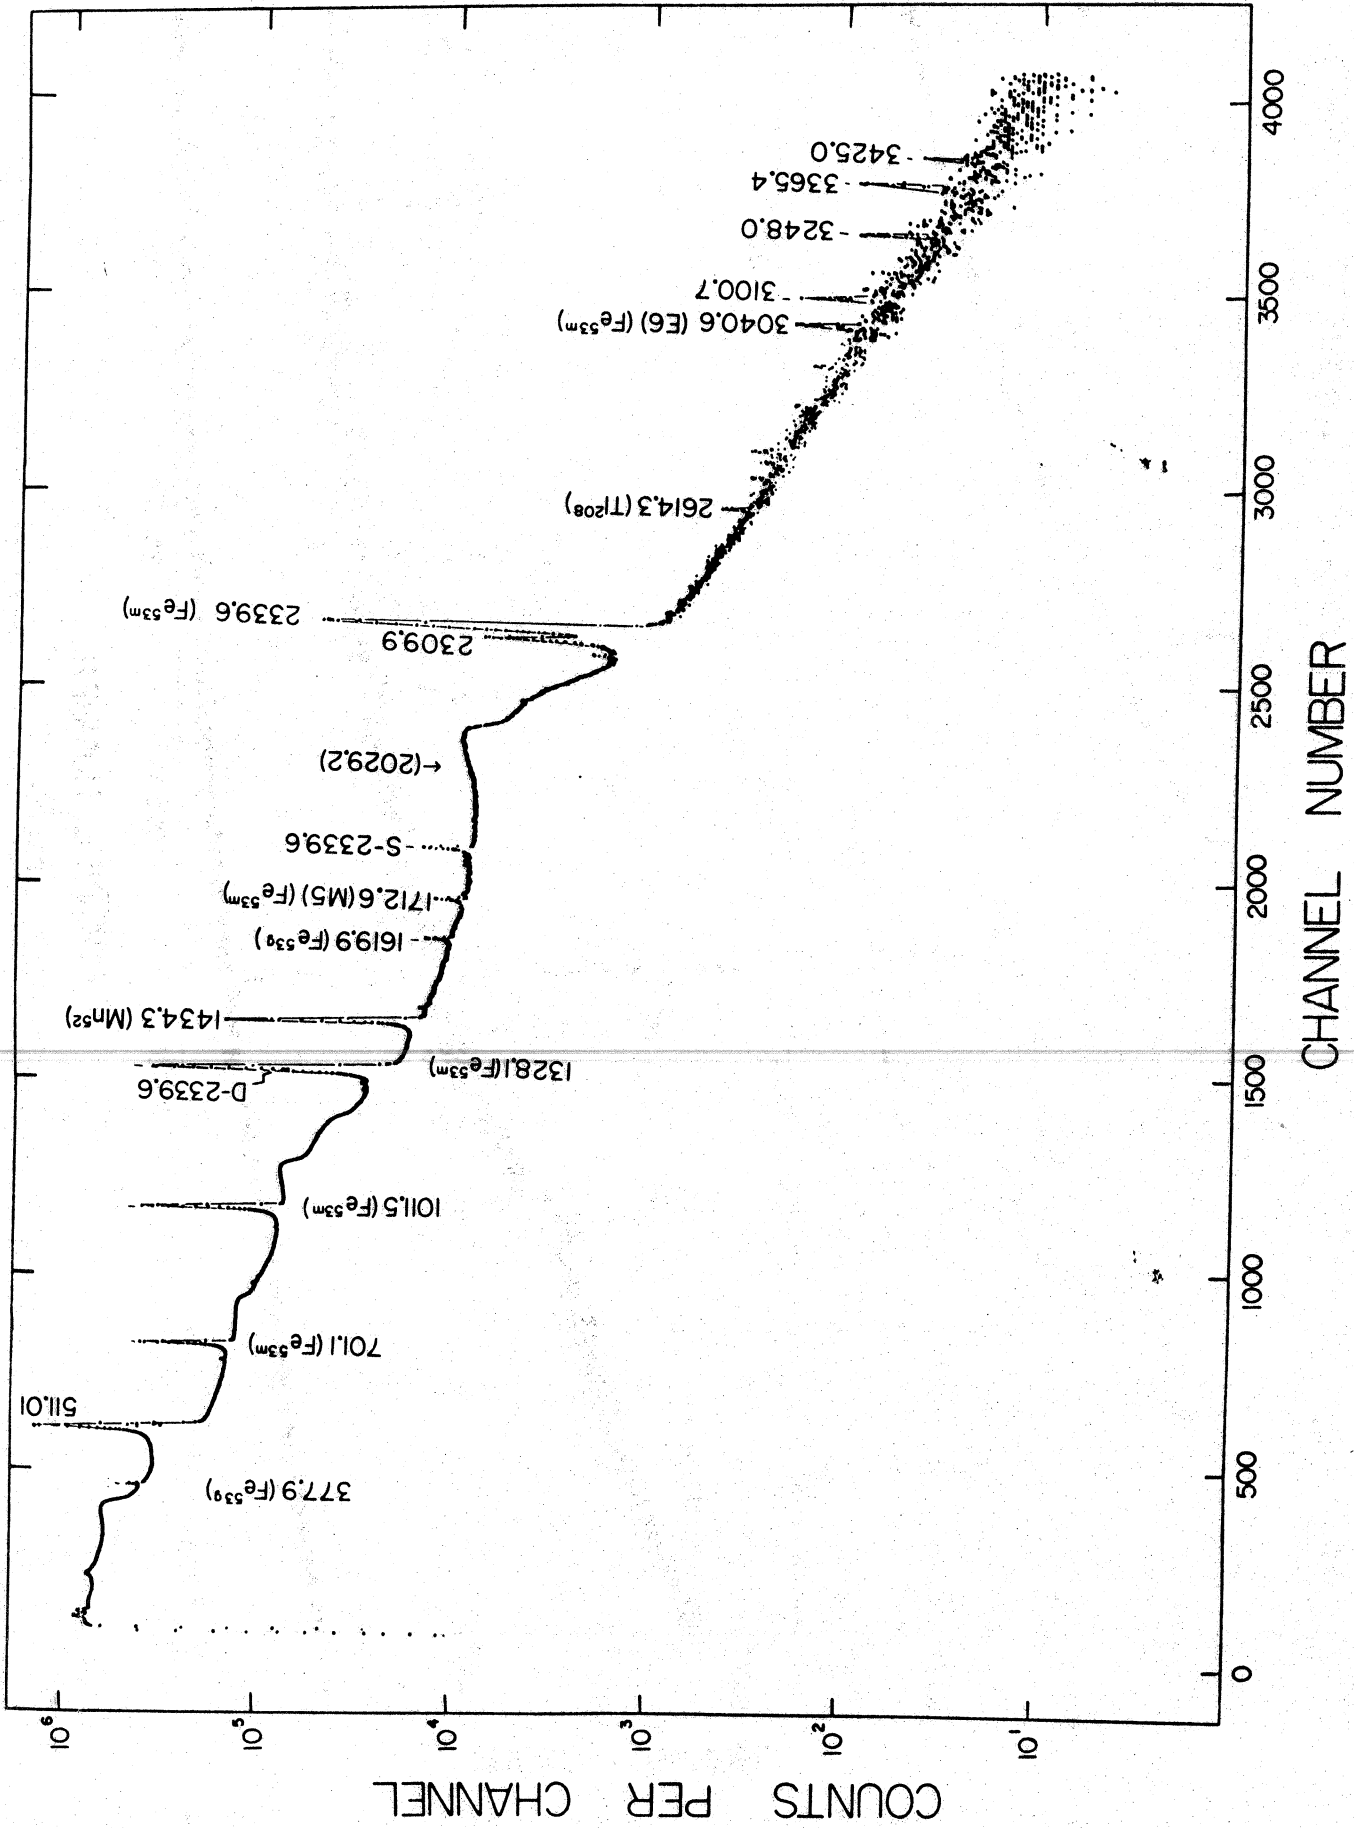 COUNTS PER CHANNEL
10⁶
10⁵
10⁴
10³
10²
10¹
377.9 (Fe⁵³ᵍ)
511.01
701.1 (Fe⁵³ᵐ)
1011.5 (Fe⁵³ᵐ)
D-2339.6
1328.1 (Fe⁵³ᵐ)
1434.3 (Mn⁵²)
1619.9 (Fe⁵³ᵍ)
1712.6 (M5) (Fe⁵³ᵐ)
S-2339.6
←(2029.2)
2309.9
2339.6 (Fe⁵³ᵐ)
2614.3 (Tl²⁰⁸)
3040.6 (E6) (Fe⁵³ᵐ)
3100.7
3248.0
3365.4
3425.0
0
500
1000
1500
2000
2500
3000
3500
4000
CHANNEL NUMBER